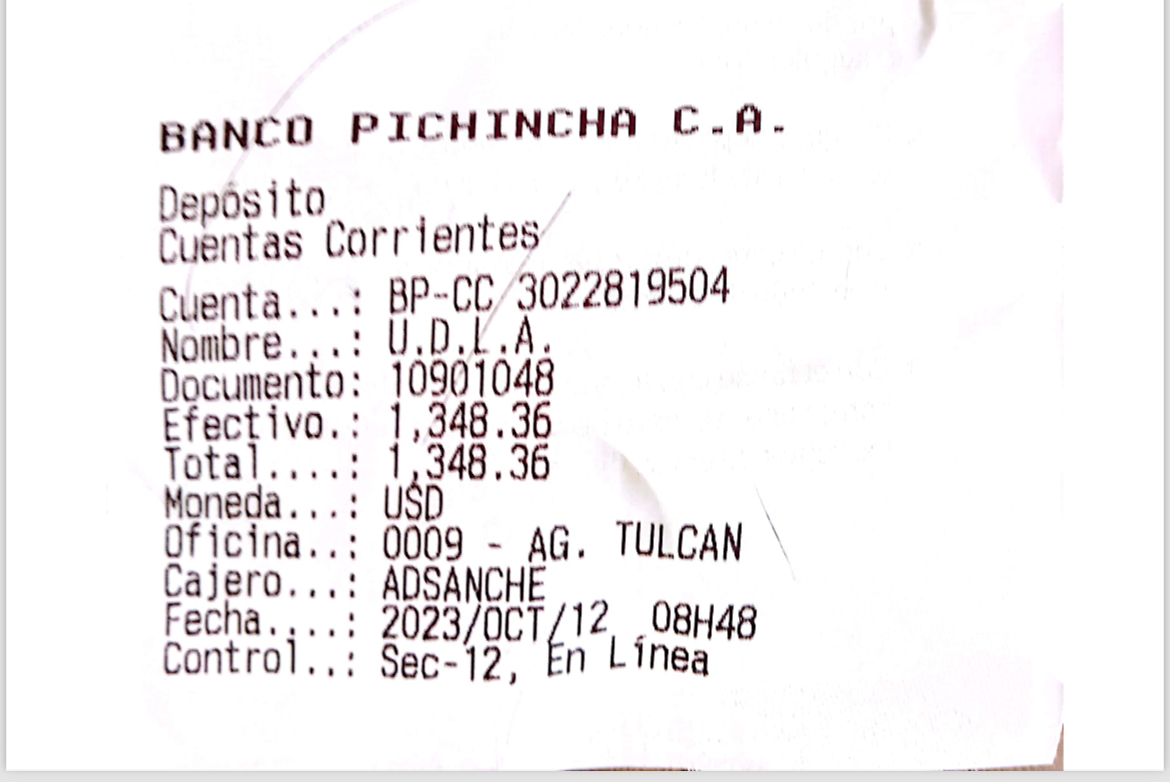 BANCO PICHINCHA C.A.
Depósito
Cuentas Corrientes
Cuenta...: BP-CC 3022819504
Nombre...: U.D.L.A.
Documento: 10901048
Efectivo.: 1,348.36
Total....: 1,348.36
Moneda...: USD
Oficina..: 0009 - AG. TULCAN
Cajero...: ADSANCHE
Fecha....: 2023/OCT/12 08H48
Control..: Sec-12, En Línea